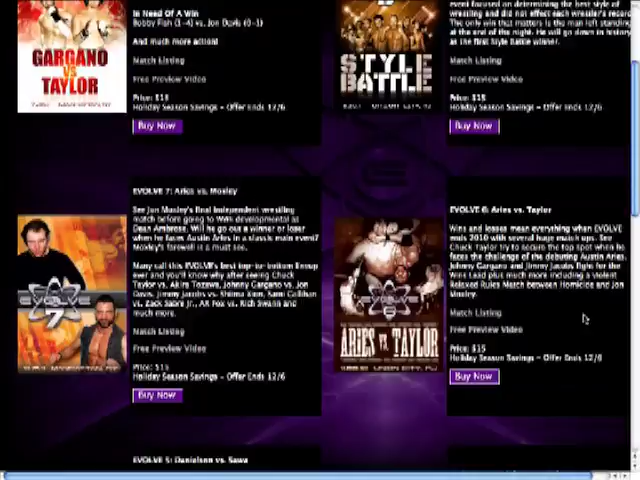 In Need Of A Win
Bobby Fish (3-4) vs. Jon Davis (0-1)
And much more action!
Match Listing
Free Preview Video
Price: $15
Holiday Season Savings - Offer Ends 12/6
Buy Now
GARGANO
VS
TAYLOR
STYLE
BATTLE
event focused on determining the best style of
wrestling and did not effect each wrestler's record
The only win that matters is the man left standing
at the end of the night. He will go down in history
as the first Style Battle winner.
Match Listing
Free Preview Video
Price: $15
Holiday Season Savings - Offer Ends 12/6
Buy Now
EVOLVE 7: Aries vs. Moxley
See Jon Moxley's final independent wrestling
match before going to WWE developmental as
Dean Ambrose. Will he go out a winner or loser
when he faces Austin Aries in a classic main event?
Moxley's farewell is a must see.
Many call this EVOLVE's best top-to-bottom lineup
ever and you'll know why after seeing Chuck
Taylor vs. Akira Tozawa, Johnny Gargano vs. Jon
Davis, Jimmy Jacobs vs. Shiima Xion, Sami Callihan
vs. Zack Sabre Jr., AR Fox vs. Rich Swann and
much more.
Match Listing
Free Preview Video
Price: $15
Holiday Season Savings - Offer Ends 12/6
Buy Now
EVOLVE
7
EVOLVE
6
ARIES VS. TAYLOR
EVOLVE 6: Aries vs. Taylor
Wins and losses mean everything when EVOLVE
ends 2010 with several huge match ups. See
Chuck Taylor try to secure the top spot when he
faces the challenge of the debuting Austin Aries.
Johnny Gargano and Jimmy Jacobs fight for the
Win Lead plus much more including a violent
Relaxed Rules Match between Homicide and Jon
Moxley.
Match Listing
Free Preview Video
Price: $15
Holiday Season Savings - Offer Ends 12/6
Buy Now
EVOLVE 5: Danielson vs. Sawa